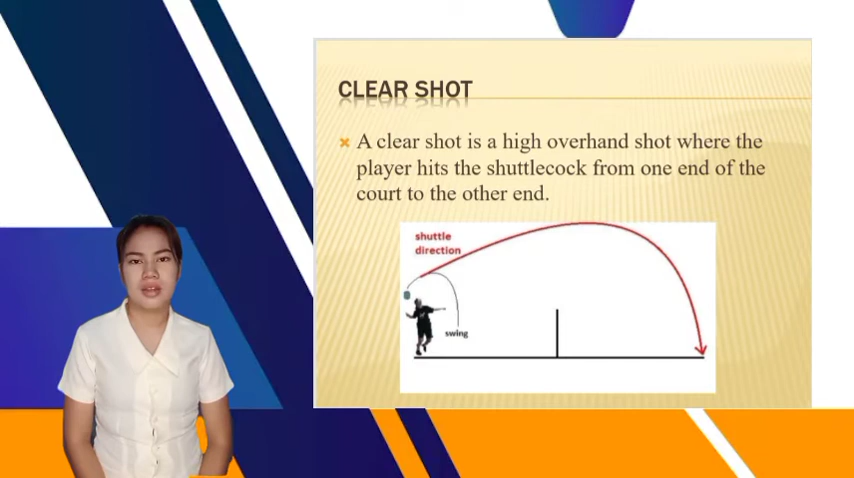 CLEAR SHOT
A clear shot is a high overhand shot where the
player hits the shuttlecock from one end of the
court to the other end.
shuttle
direction
swing